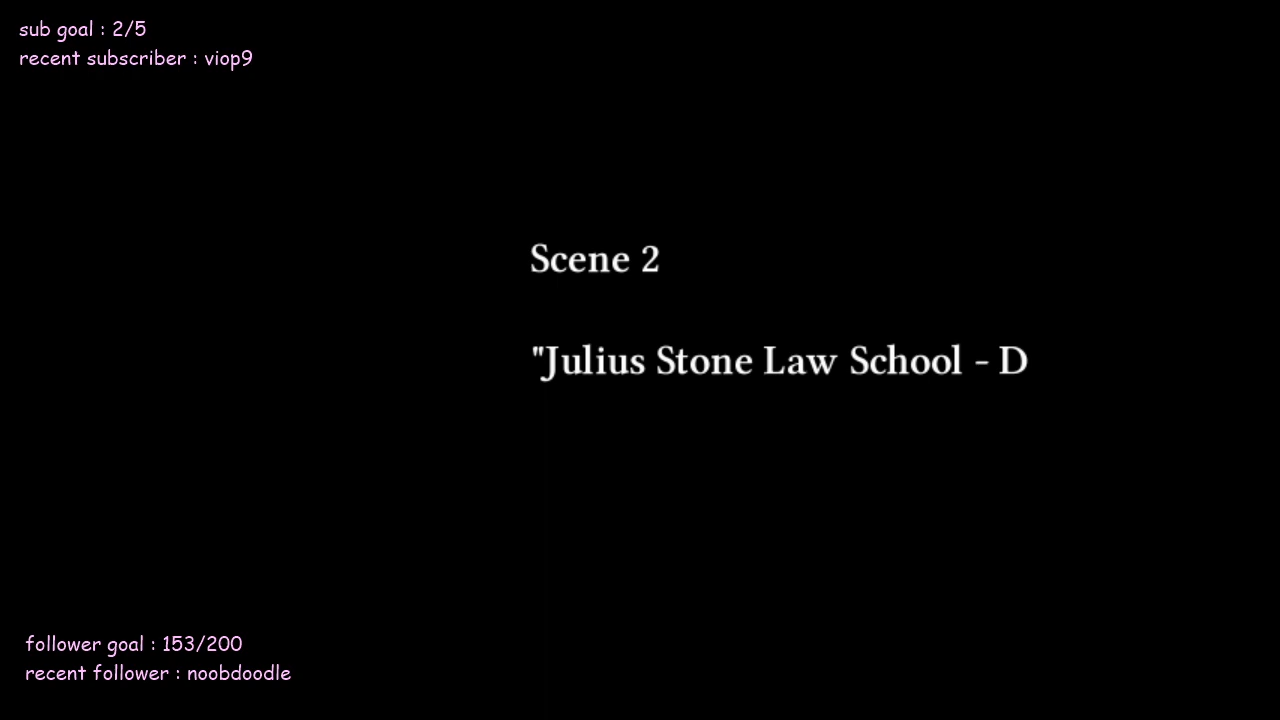 sub goal : 2/5
recent subscriber : viop9
Scene 2
"Julius Stone Law School - D
follower goal : 153/200
recent follower : noobdoodle